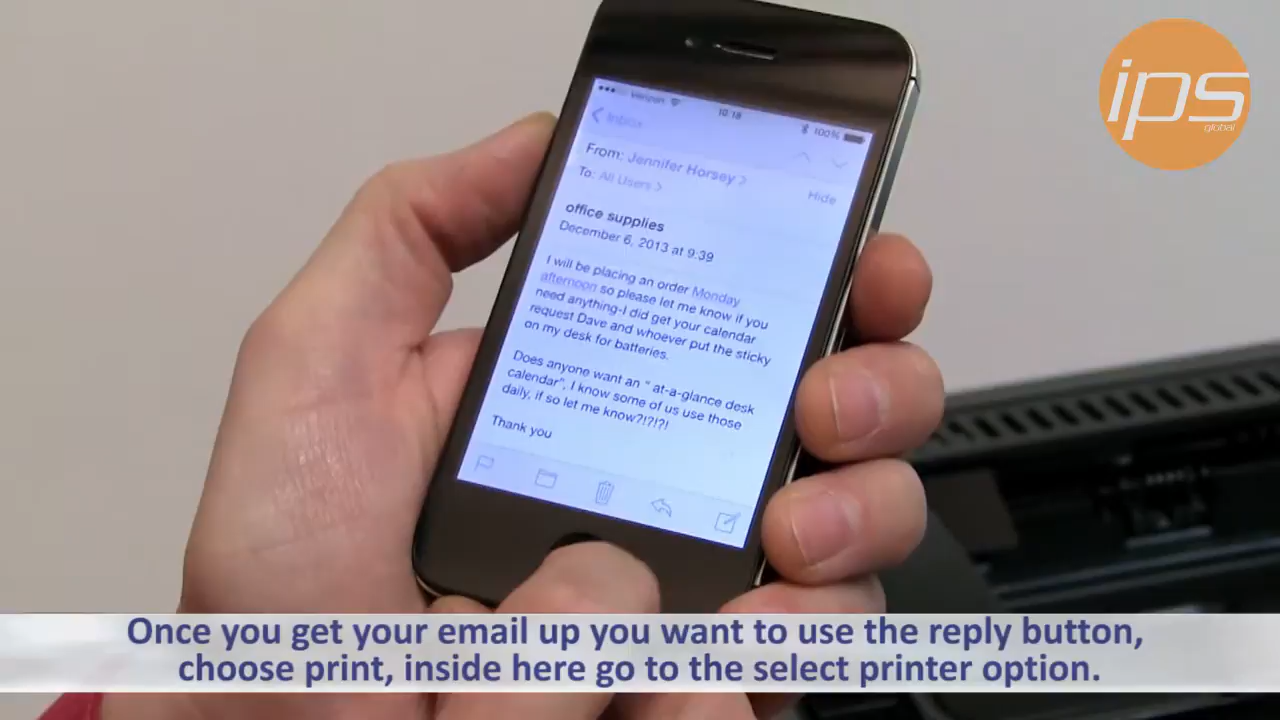 ips
global
Verizon
10:18
100%
Inbox
From: Jennifer Horsey
To: All Users
Hide
office supplies
December 6, 2013 at 9:39
I will be placing an order Monday
afternoon so please let me know if you
need anything-I did get your calendar
request Dave and whoever put the sticky
on my desk for batteries.
Does anyone want an " at-a-glance desk
calendar", I know some of us use those
daily, if so let me know?!?!?!
Thank you
Once you get your email up you want to use the reply button,
choose print, inside here go to the select printer option.